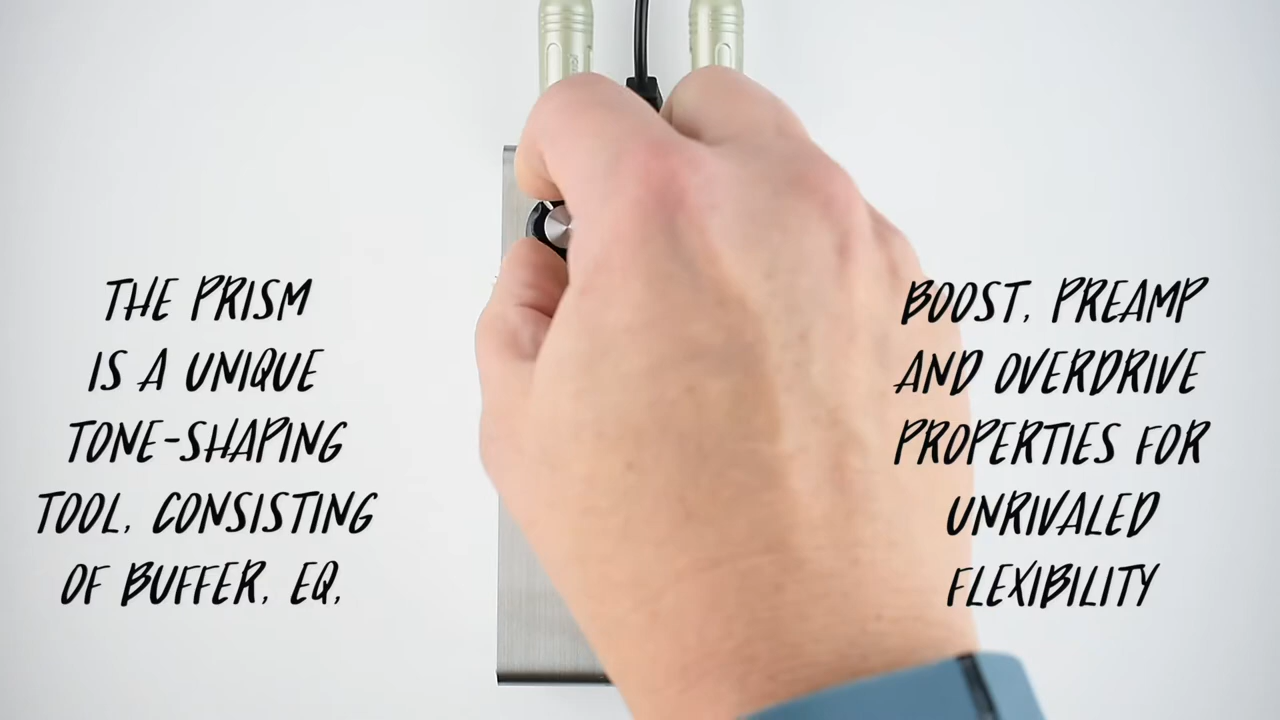 THE PRISM
IS A UNIQUE
TONE-SHAPING
TOOL, CONSISTING
OF BUFFER, EQ,
BOOST, PREAMP
AND OVERDRIVE
PROPERTIES FOR
UNRIVALED
FLEXIBILITY